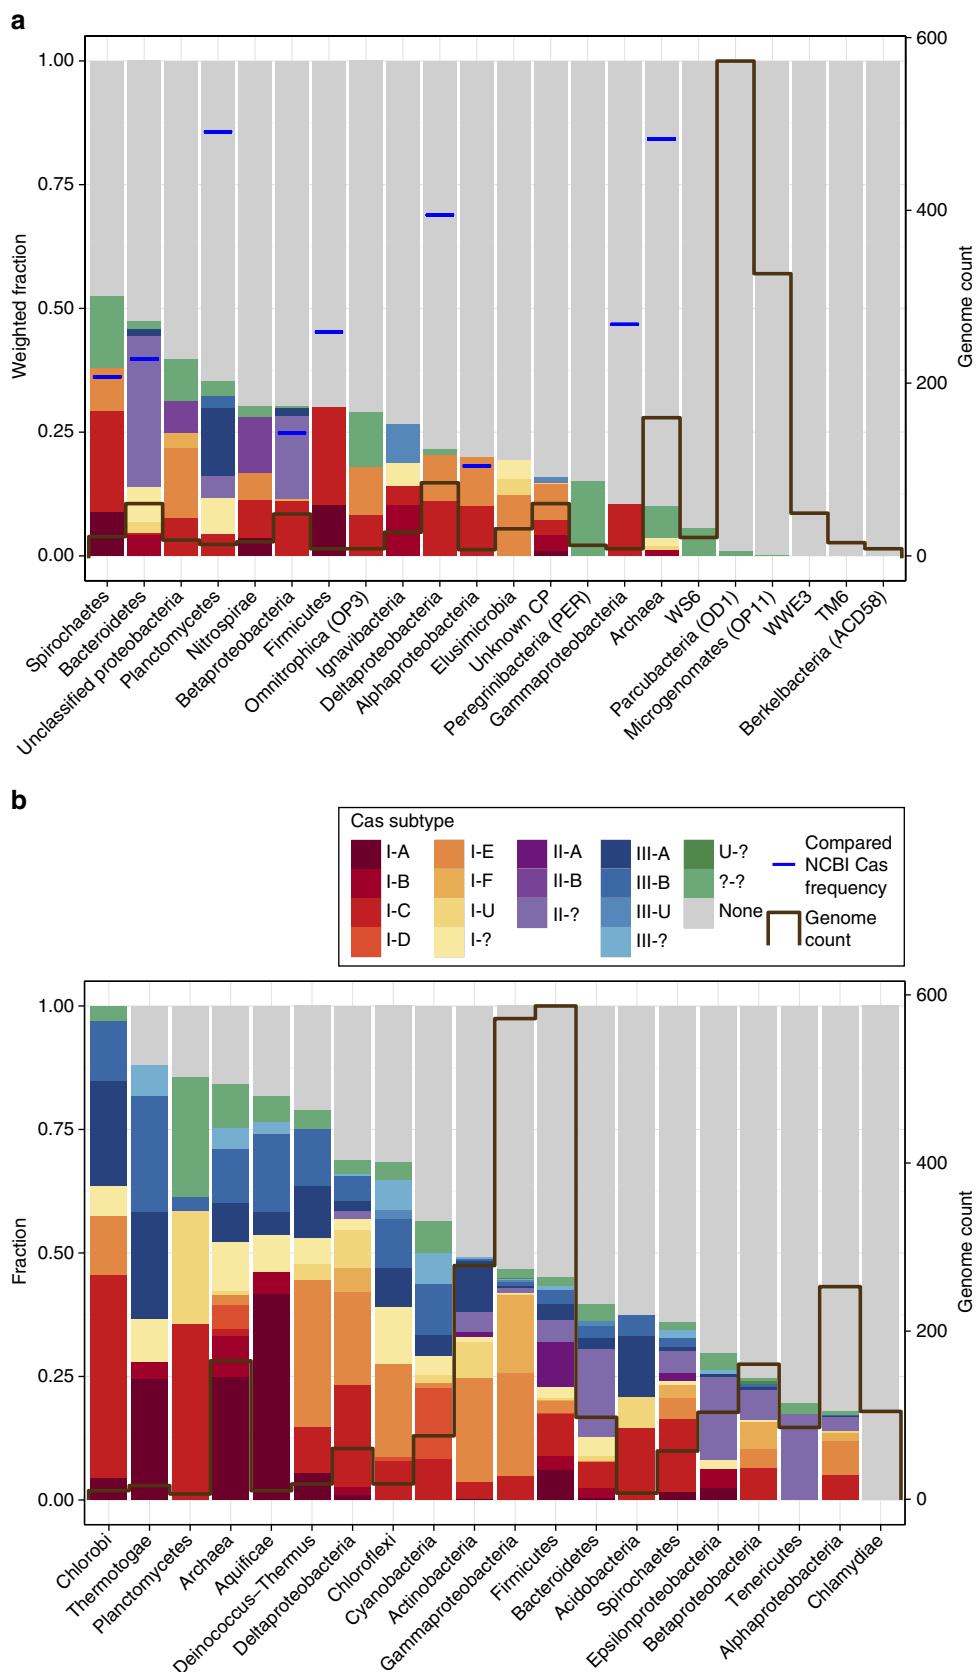 a
1.00
0.75
0.50
0.25
0.00
Weighted fraction
600
400
200
0
Genome count
Spirochaetes
Bacteroidetes
Unclassified proteobacteria
Planctomycetes
Nitrospirae
Betaproteobacteria
Firmicutes
Omnitrophica (OP3)
Ignavibacteria
Deltaproteobacteria
Alphaproteobacteria
Elusimicrobia
Unknown CP
Peregrinibacteria (PER)
Gammaproteobacteria
Archaea
WS6
Parcubacteria (OD1)
Microgenomates (OP11)
WWE3
TM6
Berkelbacteria (ACD58)
b
Cas subtype
I-A
I-B
I-C
I-D
I-E
I-F
I-U
I-?
II-A
II-B
II-?
III-A
III-B
III-U
III-?
U-?
?-?
None
Compared
NCBI Cas
frequency
Genome
count
1.00
0.75
0.50
0.25
0.00
Fraction
600
400
200
0
Genome count
Chlorobi
Thermotogae
Planctomycetes
Archaea
Aquificae
Deinococcus–Thermus
Deltaproteobacteria
Chloroflexi
Cyanobacteria
Actinobacteria
Gammaproteobacteria
Firmicutes
Bacteroidetes
Acidobacteria
Spirochaetes
Epsilonproteobacteria
Betaproteobacteria
Tenericutes
Alphaproteobacteria
Chlamydiae